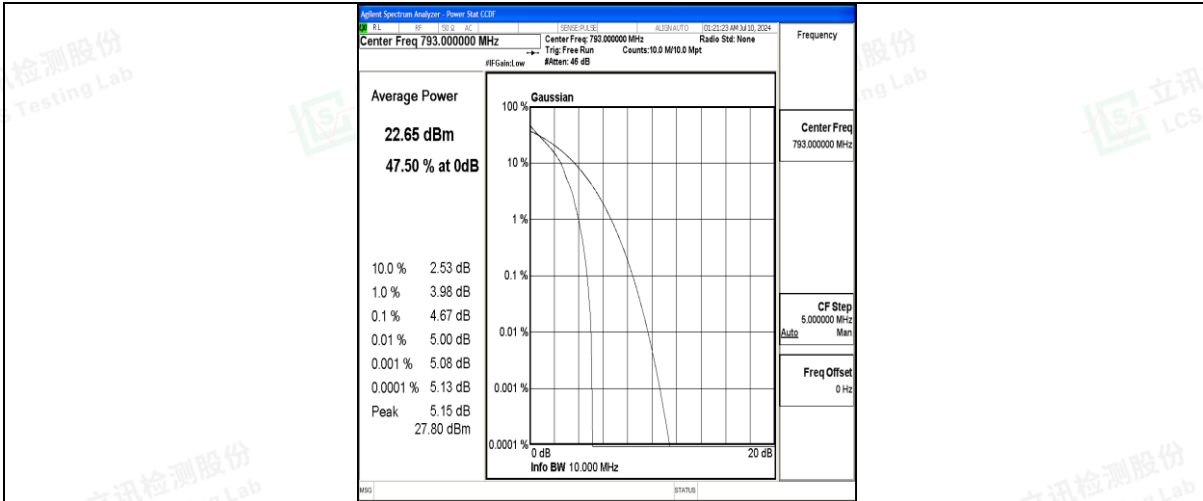 Agilent Spectrum Analyzer - Power Stat CCDF
RL RF 50 Ω AC SENSE:PULSE ALIGN AUTO 01:21:23 AM Jul 10, 2024
Center Freq 793.000000 MHz
Center Freq: 793.000000 MHz Radio Std: None
Trig: Free Run Counts:10.0 M/10.0 Mpt
#IFGain:Low #Atten: 46 dB
Frequency
Average Power
22.65 dBm
47.50 % at 0dB
10.0 % 2.53 dB
1.0 % 3.98 dB
0.1 % 4.67 dB
0.01 % 5.00 dB
0.001 % 5.08 dB
0.0001 % 5.13 dB
Peak 5.15 dB
27.80 dBm
Gaussian
100 %
10 %
1 %
0.1 %
0.01 %
0.001 %
0.0001 %
0 dB 20 dB
Info BW 10.000 MHz
Center Freq
793.000000 MHz
CF Step
5.000000 MHz
Auto Man
Freq Offset
0 Hz
MSG STATUS
讯检测股份
Testing Lab
立讯
LCS
立讯检测股份